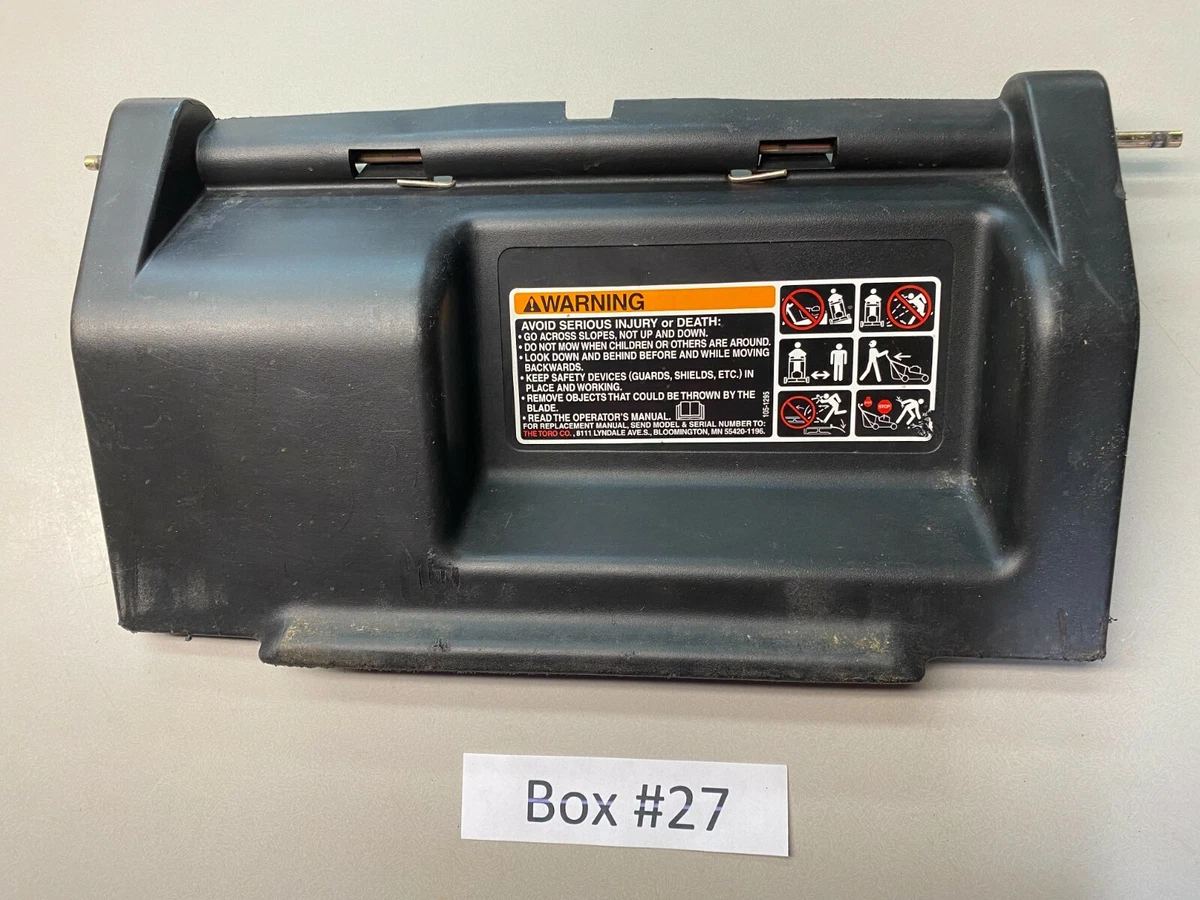 WARNING
AVOID SERIOUS INJURY or DEATH:
• GO ACROSS SLOPES, NOT UP AND DOWN.
• DO NOT MOW WHEN CHILDREN OR OTHERS ARE AROUND.
• LOOK DOWN AND BEHIND BEFORE AND WHILE MOVING
BACKWARDS.
• KEEP SAFETY DEVICES (GUARDS, SHIELDS, ETC.) IN
PLACE AND WORKING.
• REMOVE OBJECTS THAT COULD BE THROWN BY THE
BLADE.
• READ THE OPERATOR'S MANUAL.
FOR REPLACEMENT MANUAL, SEND MODEL & SERIAL NUMBER TO:
THE TORO CO., 8111 LYNDALE AVE.S., BLOOMINGTON, MN 55420-1196.
105-1295
STOP
Box #27